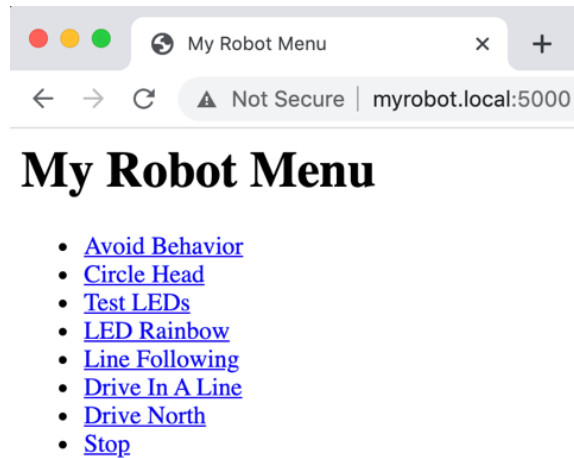 My Robot Menu
Not Secure | myrobot.local:5000
My Robot Menu
Avoid Behavior
Circle Head
Test LEDs
LED Rainbow
Line Following
Drive In A Line
Drive North
Stop